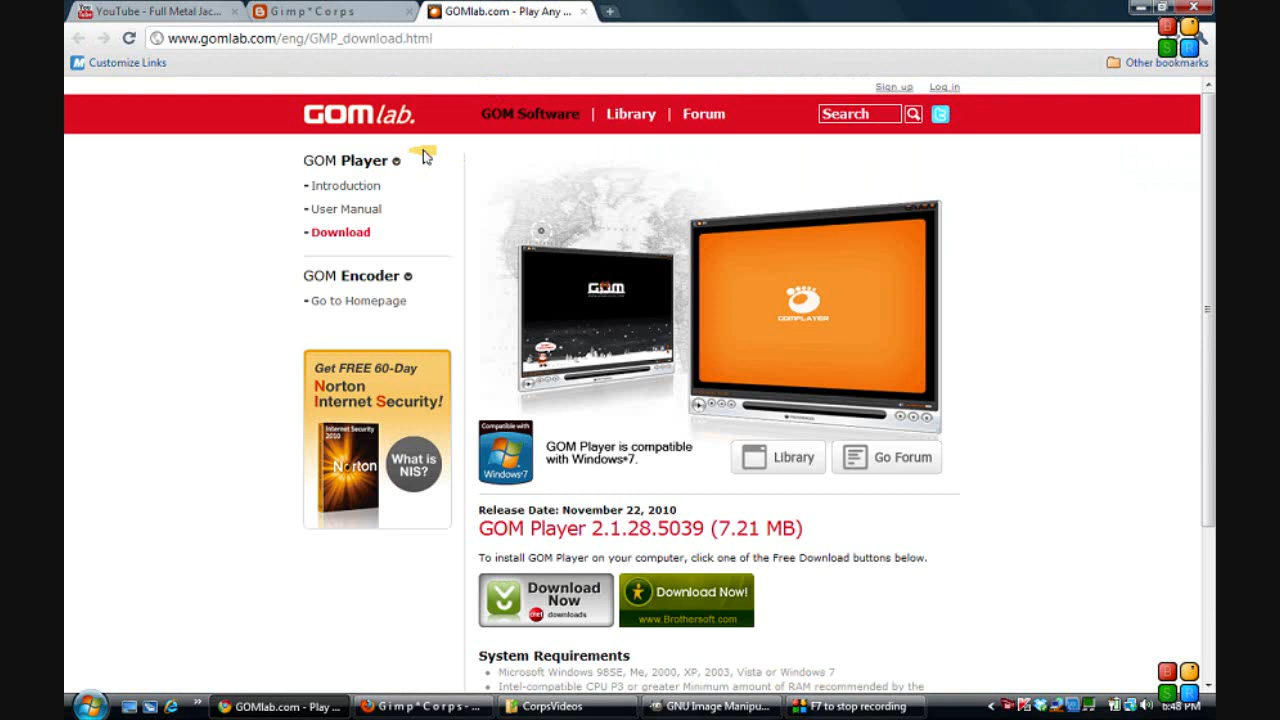 YouTube - Full Metal Jac...
G i m p * C o r p s
GOMlab.com - Play Any ...
www.gomlab.com/eng/GMP_download.html
Customize Links
Other bookmarks
Sign up
Log in
GOM lab.
GOM Software | Library | Forum
Search
GOM Player
- Introduction
- User Manual
- Download
GOM Encoder
- Go to Homepage
Get FREE 60-Day
Norton
Internet Security!
Internet Security
2010
Norton
What is
NIS?
GOM
GOMPLAYER
Compatible with
Windows 7
GOM Player is compatible
with Windows 7.
Library
Go Forum
Release Date: November 22, 2010
GOM Player 2.1.28.5039 (7.21 MB)
To install GOM Player on your computer, click one of the Free Download buttons below.
Download
Now
cnet downloads
Download Now!
www.Brothersoft.com
System Requirements
Microsoft Windows 98SE, Me, 2000, XP, 2003, Vista or Windows 7
Intel-compatible CPU P3 or greater Minimum amount of RAM recommended by the
B
S R
B
S R
GOMlab.com - Play ...
G i m p * C o r p s - ...
CorpsVideos
GNU Image Manipu...
F7 to stop recording
6:48 PM